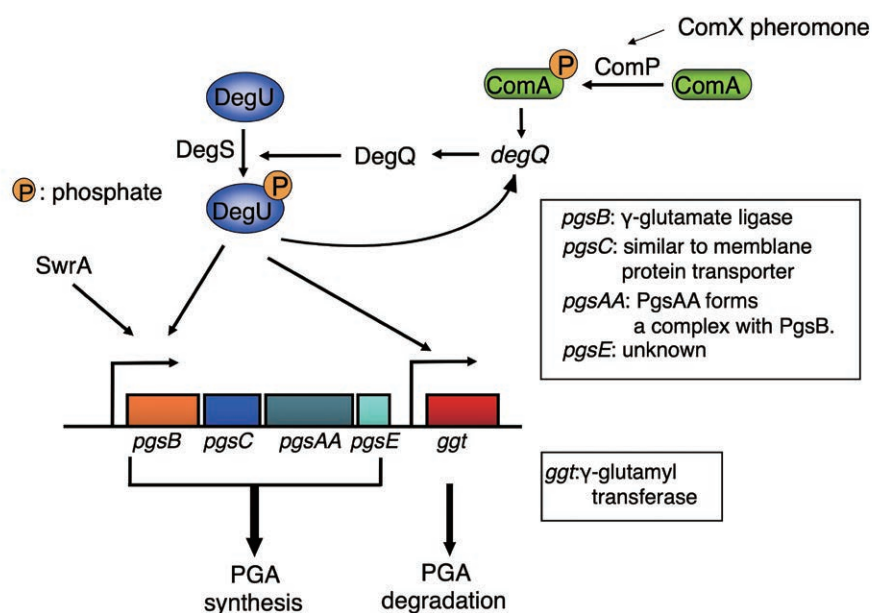 ComX pheromone
P
ComP
ComA
ComA
DegU
DegS
DegQ
degQ
P
DegU
P : phosphate
SwrA
pgsB: γ-glutamate ligase
pgsC: similar to memblane
protein transporter
pgsAA: PgsAA forms
a complex with PgsB.
pgsE: unknown
pgsB
pgsC
pgsAA
pgsE
ggt
ggt:γ-glutamyl
transferase
PGA
synthesis
PGA
degradation